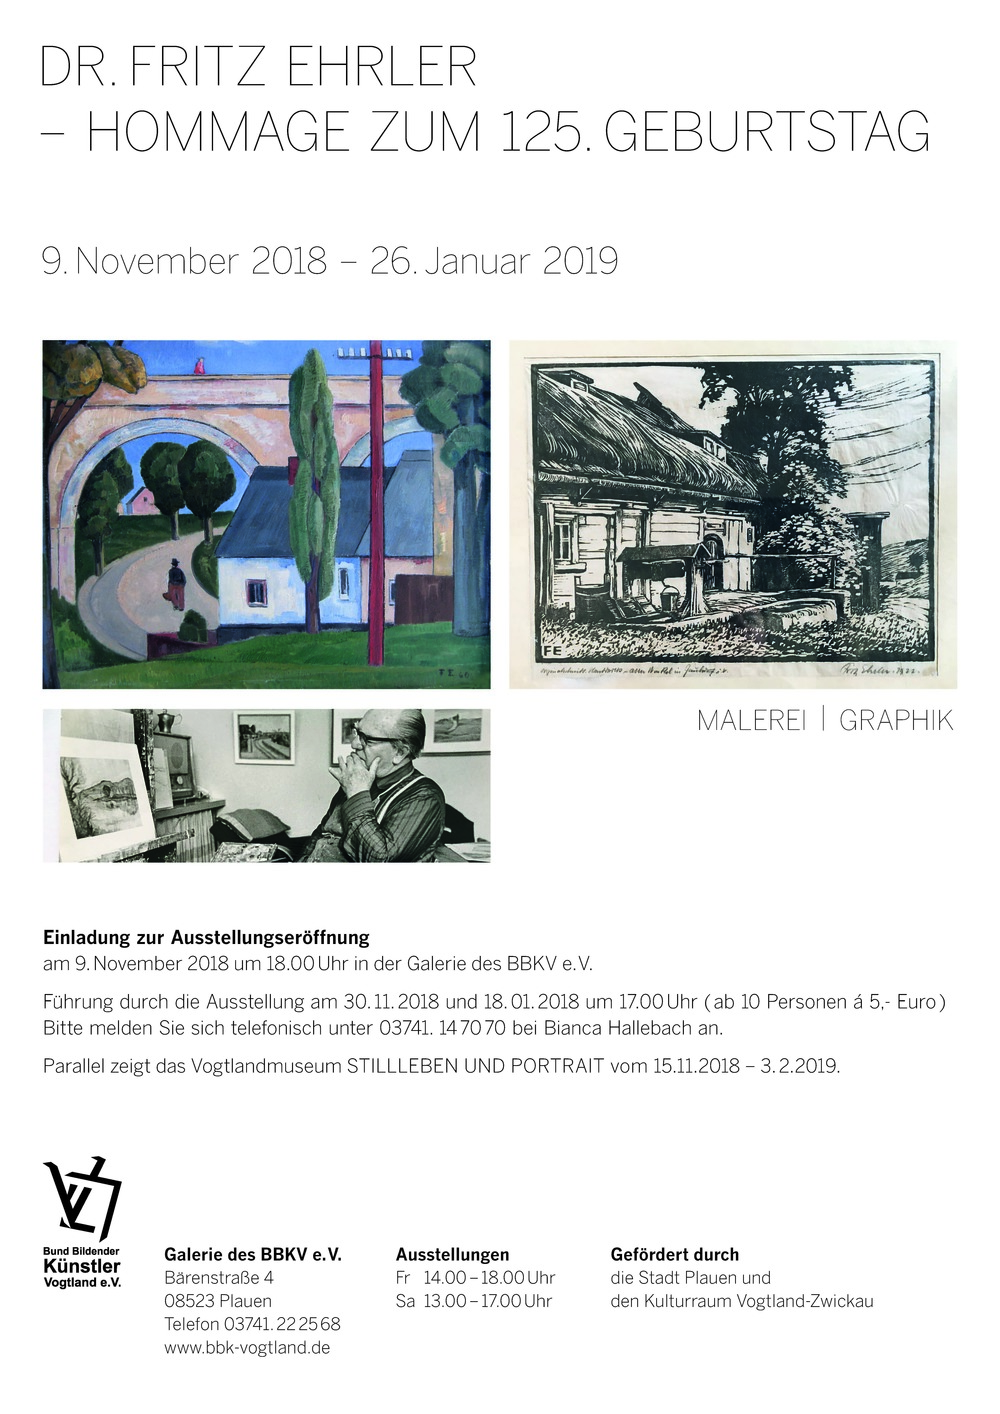 DR. FRITZ EHRLER
– HOMMAGE ZUM 125. GEBURTSTAG
9. November 2018 – 26. Januar 2019
F E
FE
1922
MALEREI | GRAPHIK
Einladung zur Ausstellungseröffnung
am 9. November 2018 um 18.00 Uhr in der Galerie des BBKV e. V.
Führung durch die Ausstellung am 30. 11. 2018 und 18. 01. 2018 um 17.00 Uhr ( ab 10 Personen á 5,- Euro )
Bitte melden Sie sich telefonisch unter 03741. 14 70 70 bei Bianca Hallebach an.
Parallel zeigt das Vogtlandmuseum STILLLEBEN UND PORTRAIT vom 15.11.2018 – 3. 2. 2019.
Bund Bildender
Künstler
Vogtland e.V.
Galerie des BBKV e. V.
Bärenstraße 4
08523 Plauen
Telefon 03741. 22 25 68
www.bbk-vogtland.de
Ausstellungen
Fr 14.00 – 18.00 Uhr
Sa 13.00 – 17.00 Uhr
Gefördert durch
die Stadt Plauen und
den Kulturraum Vogtland-Zwickau